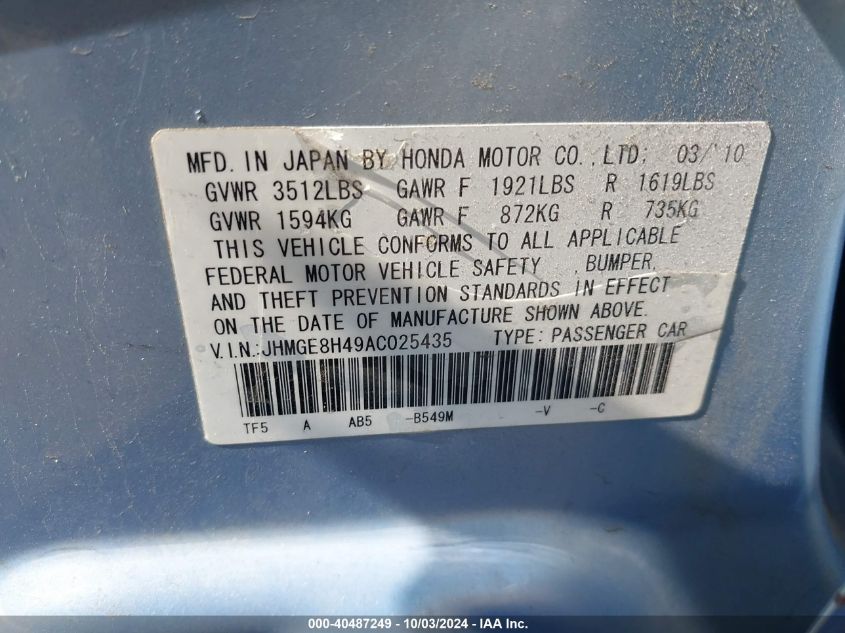 MFD. IN JAPAN BY HONDA MOTOR CO.,LTD. 03/'10
GVWR 3512LBS GAWR F 1921LBS R 1619LBS
GVWR 1594KG GAWR F 872KG R 735KG
THIS VEHICLE CONFORMS TO ALL APPLICABLE
FEDERAL MOTOR VEHICLE SAFETY , BUMPER,
AND THEFT PREVENTION STANDARDS IN EFFECT
ON THE DATE OF MANUFACTURE SHOWN ABOVE.
V.I.N.:JHMGE8H49AC025435 TYPE: PASSENGER CAR
TF5 A AB5 -B549M -V -C
000-40487249 - 10/03/2024 - IAA Inc.